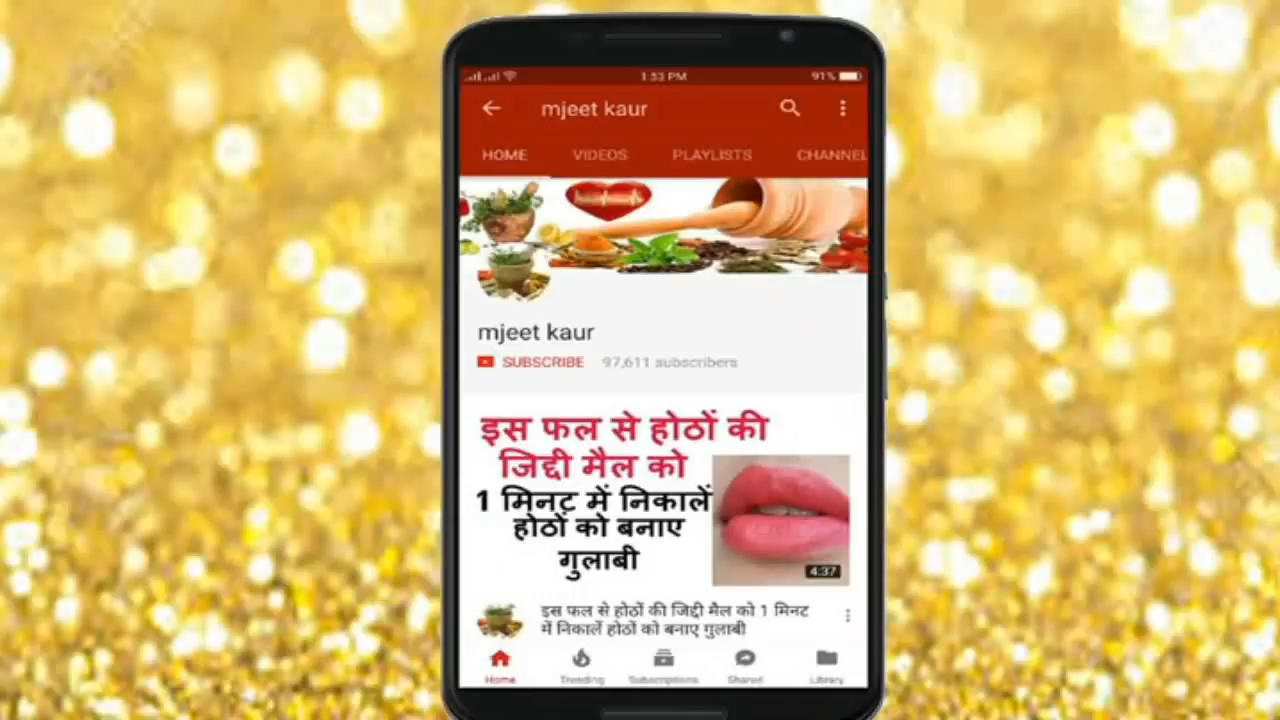 1:53 PM
91%
mjeet kaur
HOME VIDEOS PLAYLISTS CHANNEL
mjeet kaur
SUBSCRIBE 97,611 subscribers
इस फल से होठों की
जिद्दी मैल को
1 मिनट में निकालें
होठों को बनाए
गुलाबी
4:37
इस फल से होठों की जिद्दी मैल को 1 मिनट
में निकालें होठों को बनाए गुलाबी
Home Trending Subscriptions Shared Library